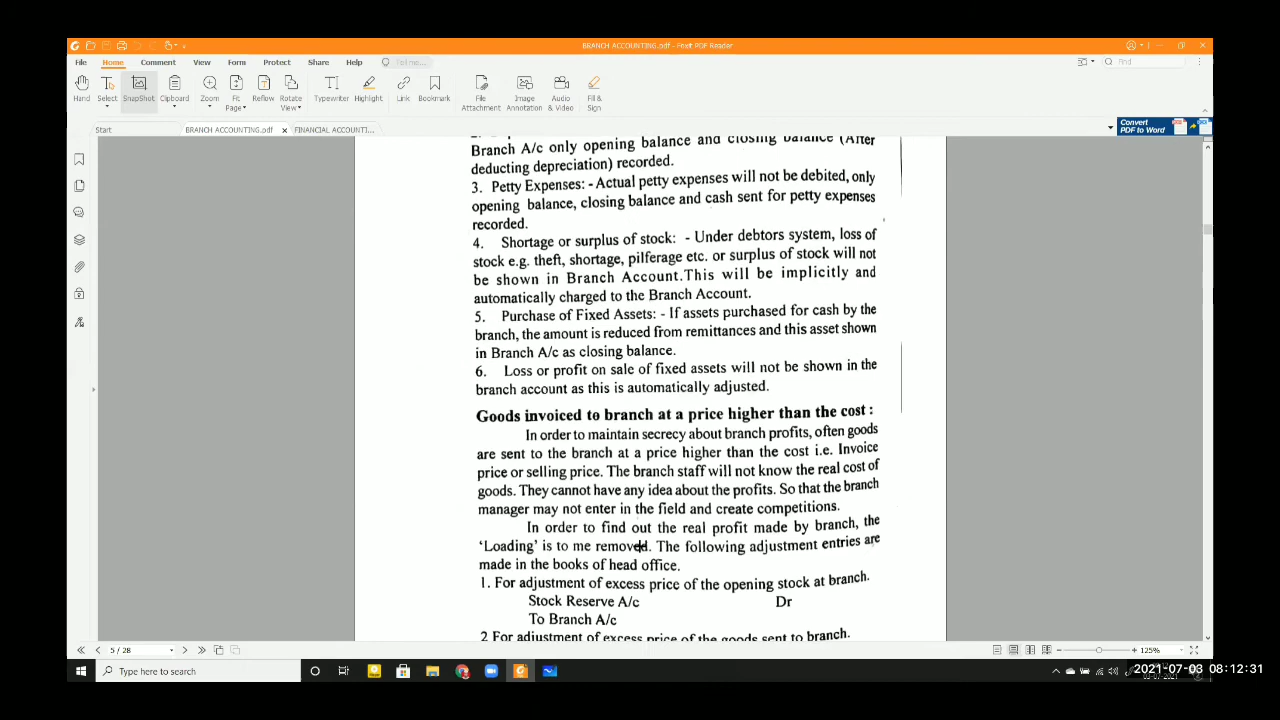 BRANCH ACCOUNTING.pdf - Foxit PDF Reader
File Home Comment View Form Protect Share Help Tell me... Find
Hand Select SnapShot Clipboard Zoom Fit Page Reflow Rotate View Typewriter Highlight Link Bookmark File Attachment Image Annotation Audio & Video Fill & Sign
Start BRANCH ACCOUNTING.pdf FINANCIAL ACCOUNTI... Convert PDF to Word
Branch A/c only opening balance and closing balance (After
deducting depreciation) recorded.
3. Petty Expenses: - Actual petty expenses will not be debited, only
opening balance, closing balance and cash sent for petty expenses
recorded.
4. Shortage or surplus of stock: - Under debtors system, loss of
stock e.g. theft, shortage, pilferage etc. or surplus of stock will not
be shown in Branch Account.This will be implicitly and
automatically charged to the Branch Account.
5. Purchase of Fixed Assets: - If assets purchased for cash by the
branch, the amount is reduced from remittances and this asset shown
in Branch A/c as closing balance.
6. Loss or profit on sale of fixed assets will not be shown in the
branch account as this is automatically adjusted.
Goods invoiced to branch at a price higher than the cost :
In order to maintain secrecy about branch profits, often goods
are sent to the branch at a price higher than the cost i.e. Invoice
price or selling price. The branch staff will not know the real cost of
goods. They cannot have any idea about the profits. So that the branch
manager may not enter in the field and create competitions.
In order to find out the real profit made by branch, the
‘Loading’ is to me removed. The following adjustment entries are
made in the books of head office.
1. For adjustment of excess price of the opening stock at branch.
Stock Reserve A/c Dr
To Branch A/c
2 For adjustment of excess price of the goods sent to branch.
5 / 28 125%
Type here to search
2021-07-03 08:12:31